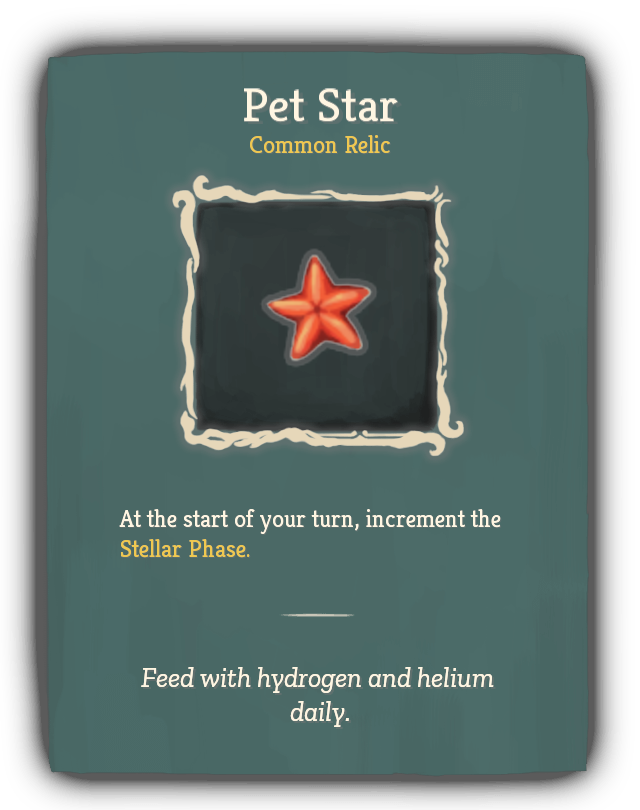 Pet Star
Common Relic
At the start of your turn, increment the
Stellar Phase.
Feed with hydrogen and helium
daily.